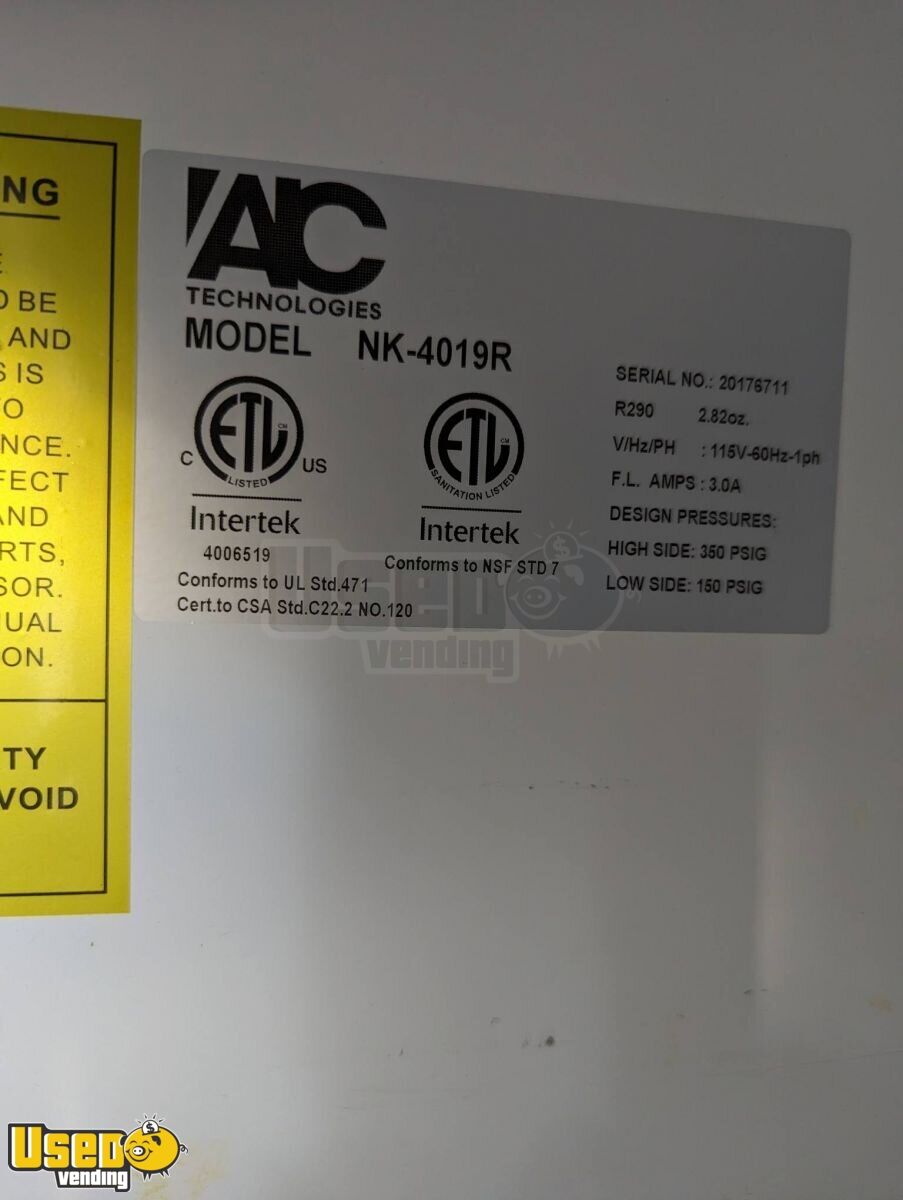 NG
E
O BE
AND
S IS
TO
NCE.
FECT
AND
RTS,
SOR.
UAL
ON.
TY
VOID
AIC
TECHNOLOGIES
MODEL NK-4019R
ETL CM
LISTED
C US
Intertek
4006519
Conforms to UL Std.471
Cert.to CSA Std.C22.2 NO.120
ETL CM
SANITATION LISTED
Intertek
Conforms to NSF STD 7
SERIAL NO.: 20176711
R290 2.82oz.
V/Hz/PH : 115V-60Hz-1ph
F.L. AMPS : 3.0A
DESIGN PRESSURES:
HIGH SIDE: 350 PSIG
LOW SIDE: 150 PSIG
USED
vending
USED
vending